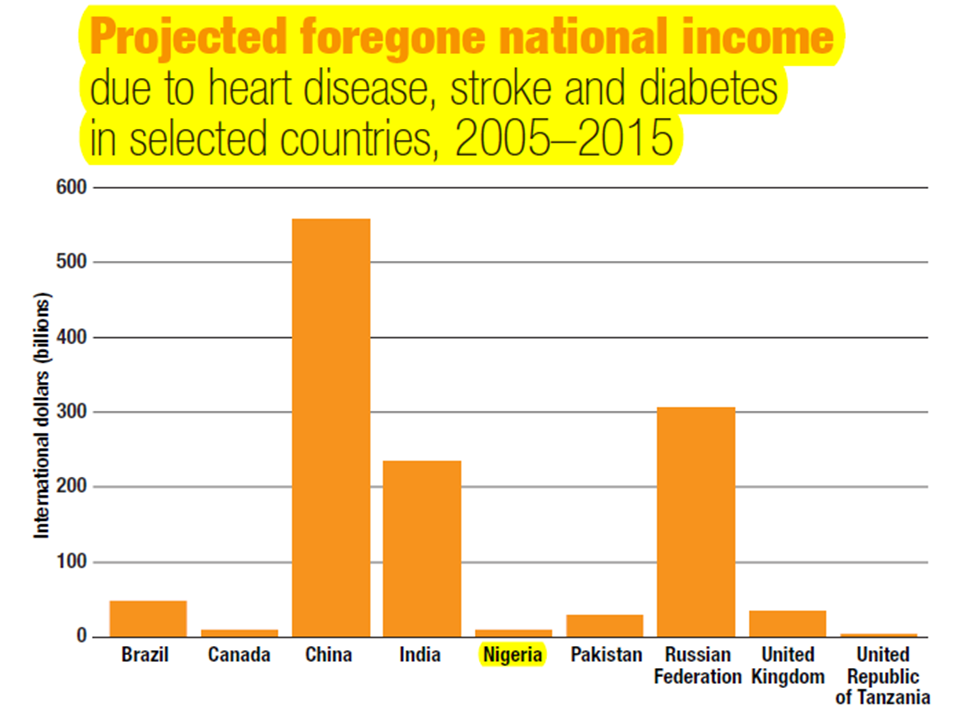 Projected foregone national income
due to heart disease, stroke and diabetes
in selected countries, 2005–2015
600
500
400
300
200
100
0
International dollars (billions)
Brazil
Canada
China
India
Nigeria
Pakistan
Russian
Federation
United
Kingdom
United
Republic
of Tanzania